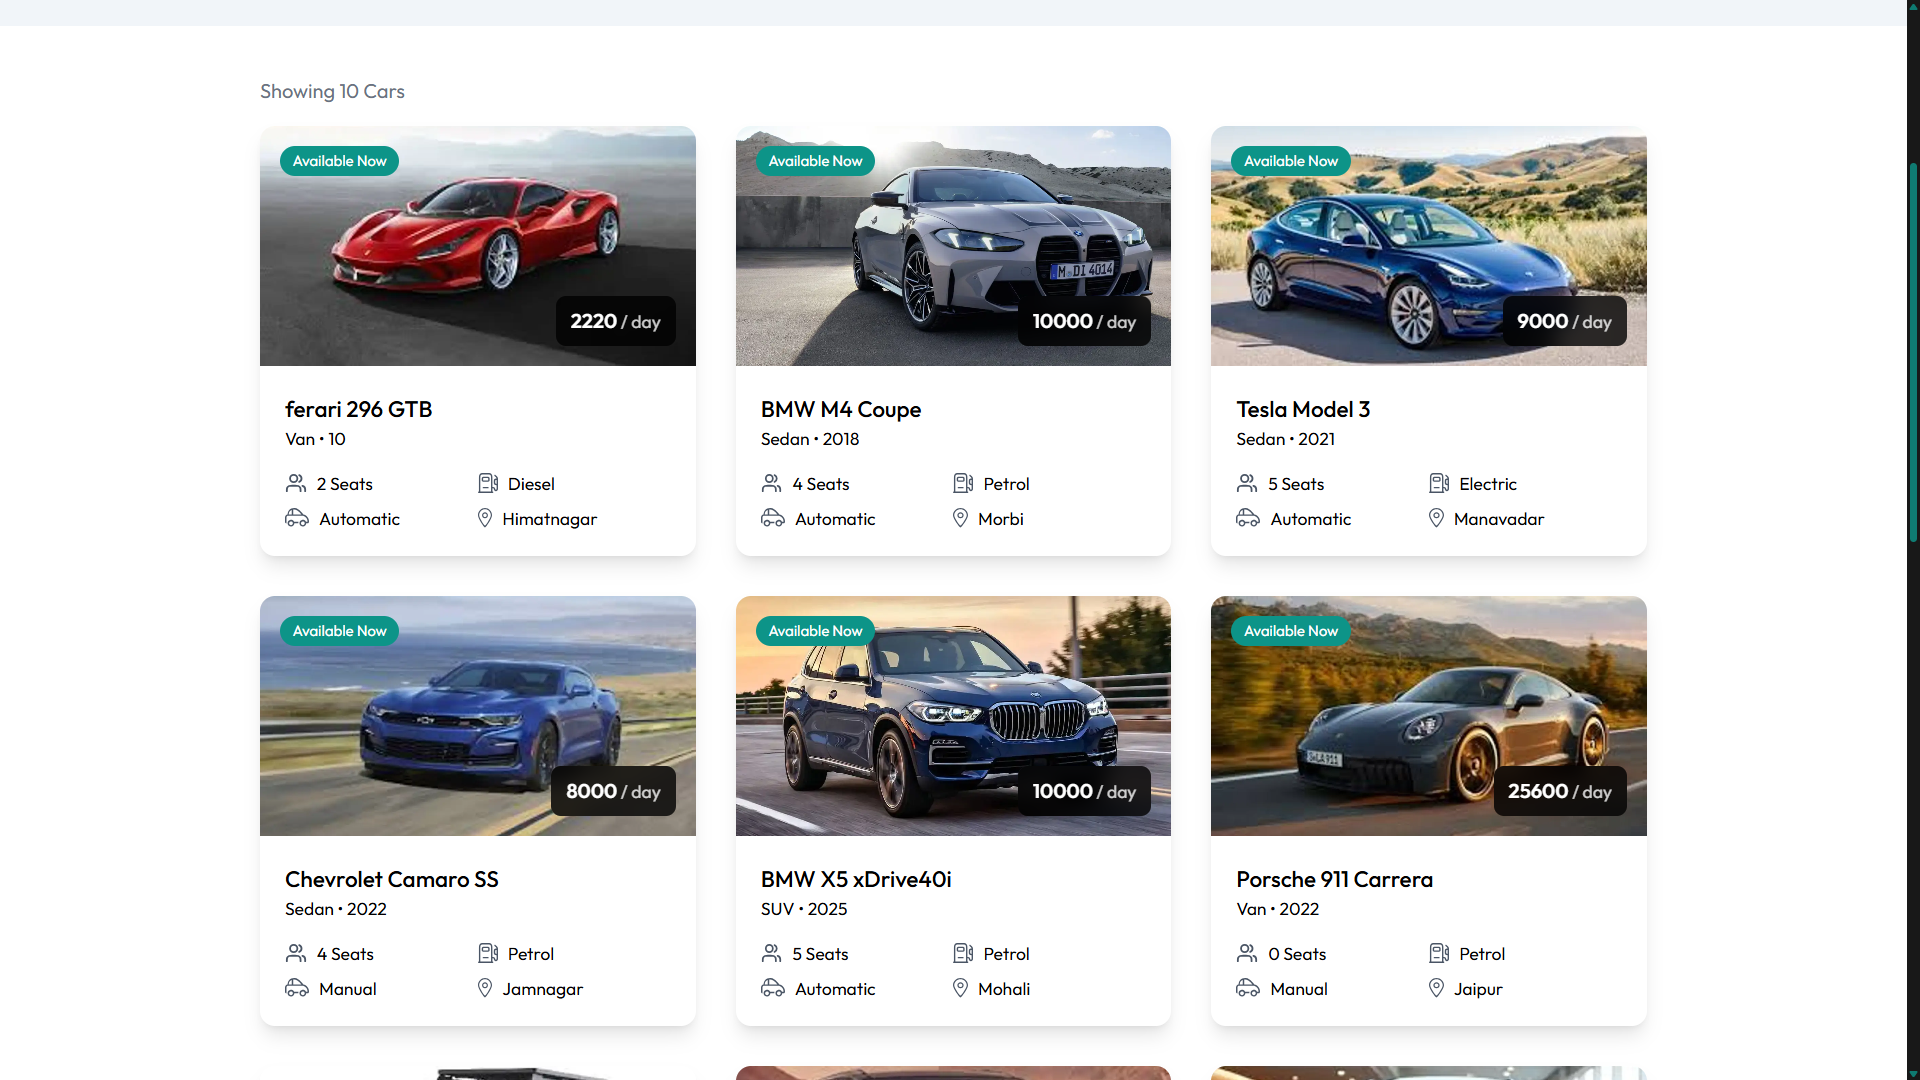 Showing 10 Cars
Available Now
2220 / day
ferari 296 GTB
Van • 10
2 Seats
Diesel
Automatic
Himatnagar
Available Now
M DI 4014
10000 / day
BMW M4 Coupe
Sedan • 2018
4 Seats
Petrol
Automatic
Morbi
Available Now
9000 / day
Tesla Model 3
Sedan • 2021
5 Seats
Electric
Automatic
Manavadar
Available Now
8000 / day
Chevrolet Camaro SS
Sedan • 2022
4 Seats
Petrol
Manual
Jamnagar
Available Now
10000 / day
BMW X5 xDrive40i
SUV • 2025
5 Seats
Petrol
Automatic
Mohali
Available Now
25600 / day
Porsche 911 Carrera
Van • 2022
0 Seats
Petrol
Manual
Jaipur